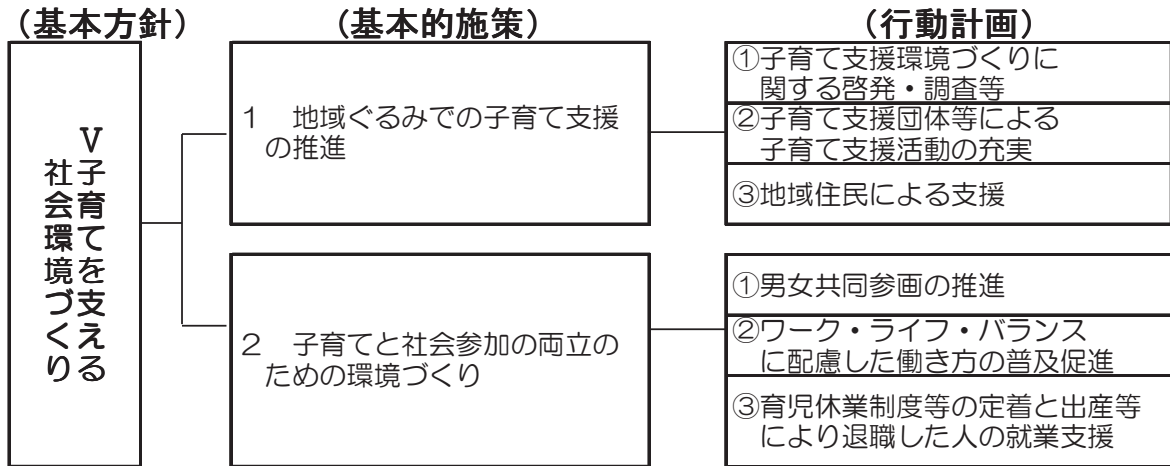 （基本方針）
（基本的施策）
（行動計画）
Ⅴ子育てを支える
社会環境づくり
１　地域ぐるみでの子育て支援
の推進
①子育て支援環境づくりに
関する啓発・調査等
②子育て支援団体等による
子育て支援活動の充実
③地域住民による支援
２　子育てと社会参加の両立の
ための環境づくり
①男女共同参画の推進
②ワーク・ライフ・バランス
に配慮した働き方の普及促進
③育児休業制度等の定着と出産等
により退職した人の就業支援